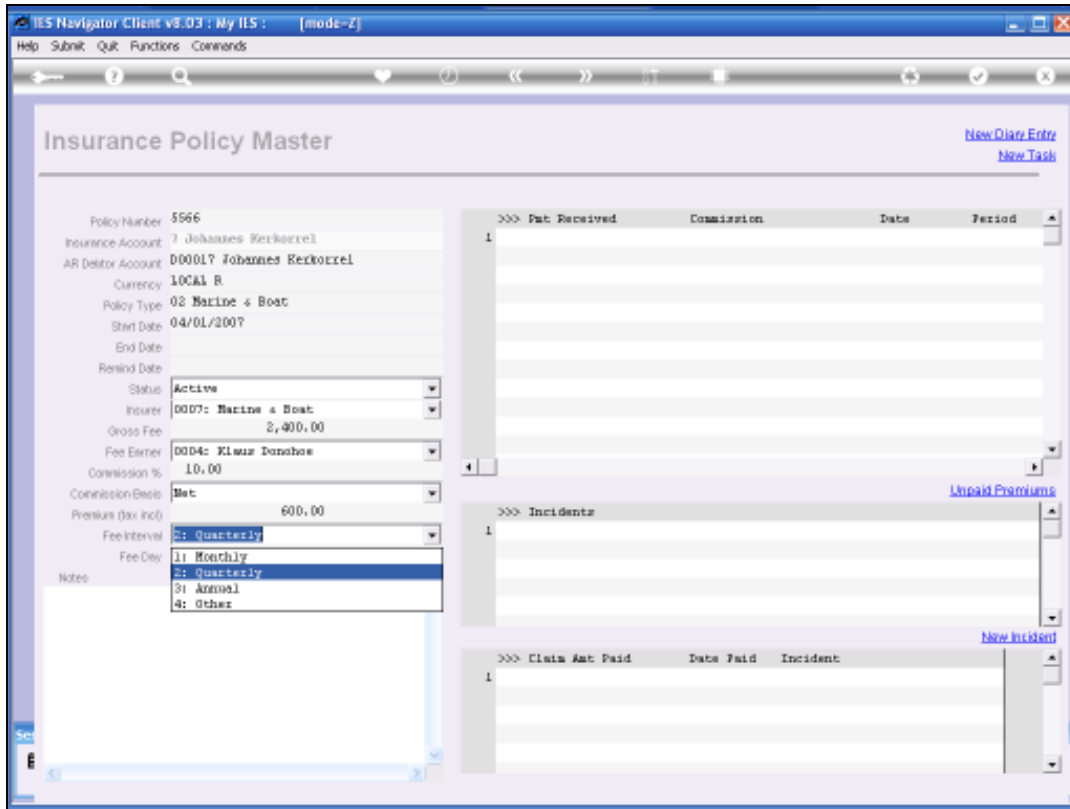 IES Navigator Client v8.03 : My IES : [mode-Z]
Help Submit Quit Functions Commands
Insurance Policy Master
New Diary Entry
New Task
Policy Number 5566
Insurance Account 7 Johannes Kerkorrel
AR Debtor Account D00017 Johannes Kerkorrel
Currency LOCAL R
Policy Type 02 Marine & Boat
Start Date 04/01/2007
End Date
Remind Date
Status Active
Insurer 0007: Marine & Boat
Gross Fee 2,400.00
Fee Earner 0004: Klaus Donohoe
Commission % 10.00
Commission Basis Net
Premium (tax incl) 600.00
Fee Interval 2: Quarterly
Fee Day
1: Monthly
2: Quarterly
3: Annual
4: Other
Notes
>>> Pmt Received Commission Date Period
1
Unpaid Premiums
>>> Incidents
1
New Incident
>>> Claim Amt Paid Date Paid Incident
1